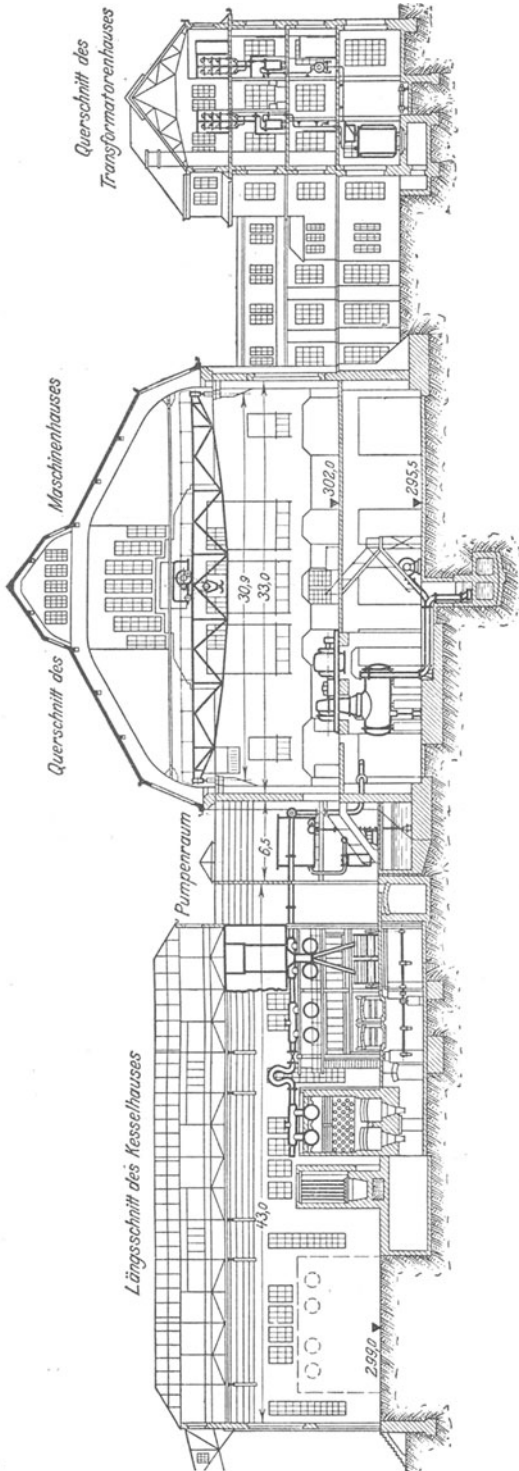 Längsschnitt des Kesselhauses
Pumpenraum
Querschnitt des Maschinenhauses
Querschnitt des
Transformatorenhauses
43,0
299,0
6,5
30,9
33,0
302,0
295,5